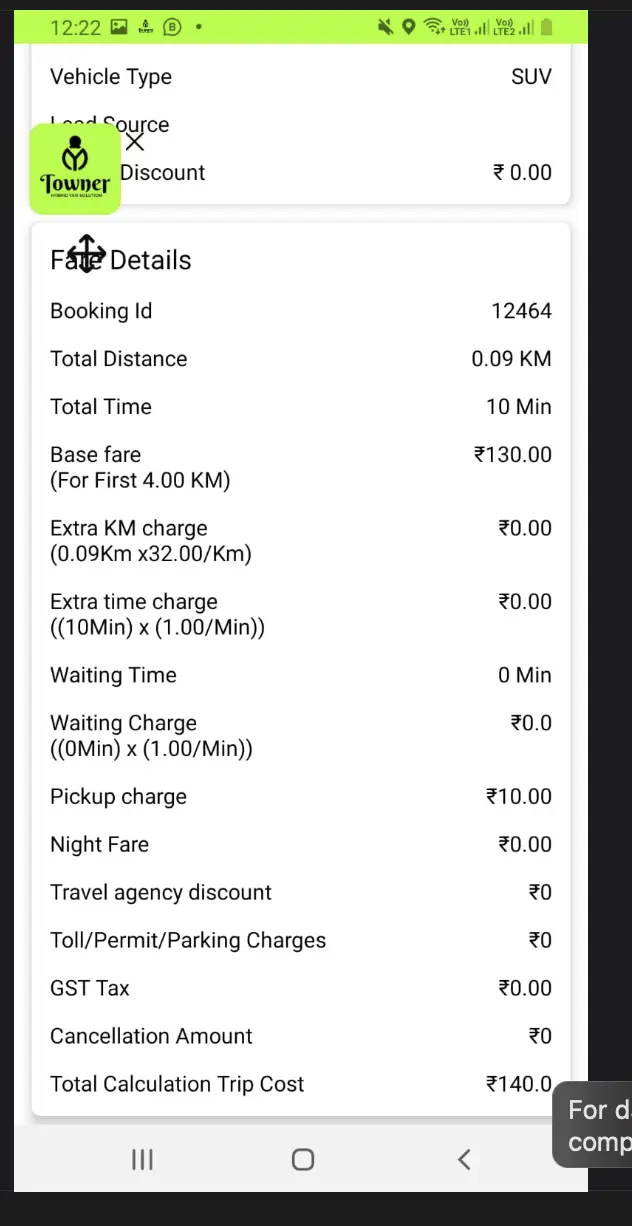 12:22
Vo)) LTE1 Vo)) LTE2
Vehicle Type SUV
Lead Source
Towner
Discount ₹ 0.00
Fare Details
Booking Id 12464
Total Distance 0.09 KM
Total Time 10 Min
Base fare ₹130.00
(For First 4.00 KM)
Extra KM charge ₹0.00
(0.09Km x32.00/Km)
Extra time charge ₹0.00
((10Min) x (1.00/Min))
Waiting Time 0 Min
Waiting Charge ₹0.0
((0Min) x (1.00/Min))
Pickup charge ₹10.00
Night Fare ₹0.00
Travel agency discount ₹0
Toll/Permit/Parking Charges ₹0
GST Tax ₹0.00
Cancellation Amount ₹0
Total Calculation Trip Cost ₹140.0
For d
comp